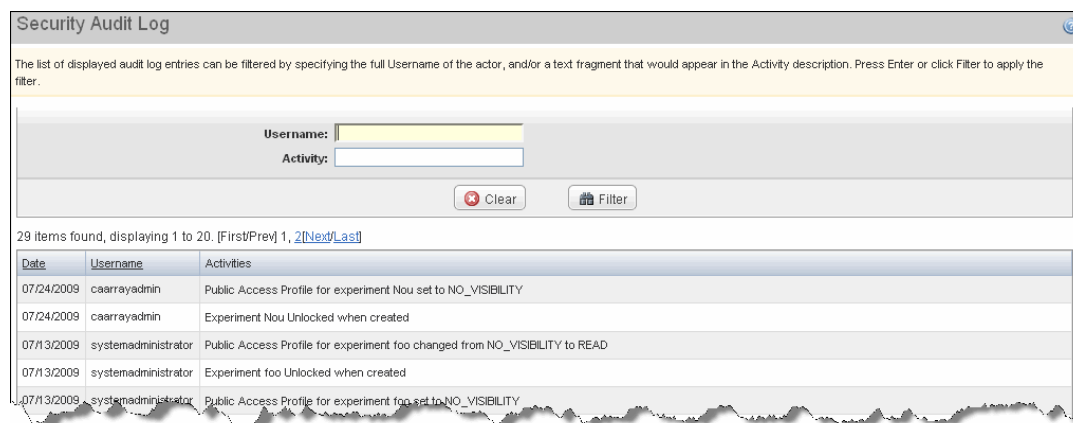 Security Audit Log
The list of displayed audit log entries can be filtered by specifying the full Username of the actor, and/or a text fragment that would appear in the Activity description. Press Enter or click Filter to apply the
filter.
Username:
Activity:
Clear Filter
29 items found, displaying 1 to 20. [First/Prev] 1, 2[Next/Last]
Date Username Activities
07/24/2009 caarrayadmin Public Access Profile for experiment Nou set to NO_VISIBILITY
07/24/2009 caarrayadmin Experiment Nou Unlocked when created
07/13/2009 systemadministrator Public Access Profile for experiment foo changed from NO_VISIBILITY to READ
07/13/2009 systemadministrator Experiment foo Unlocked when created
07/13/2009 systemadministrator Public Access Profile for experiment foo set to NO_VISIBILITY